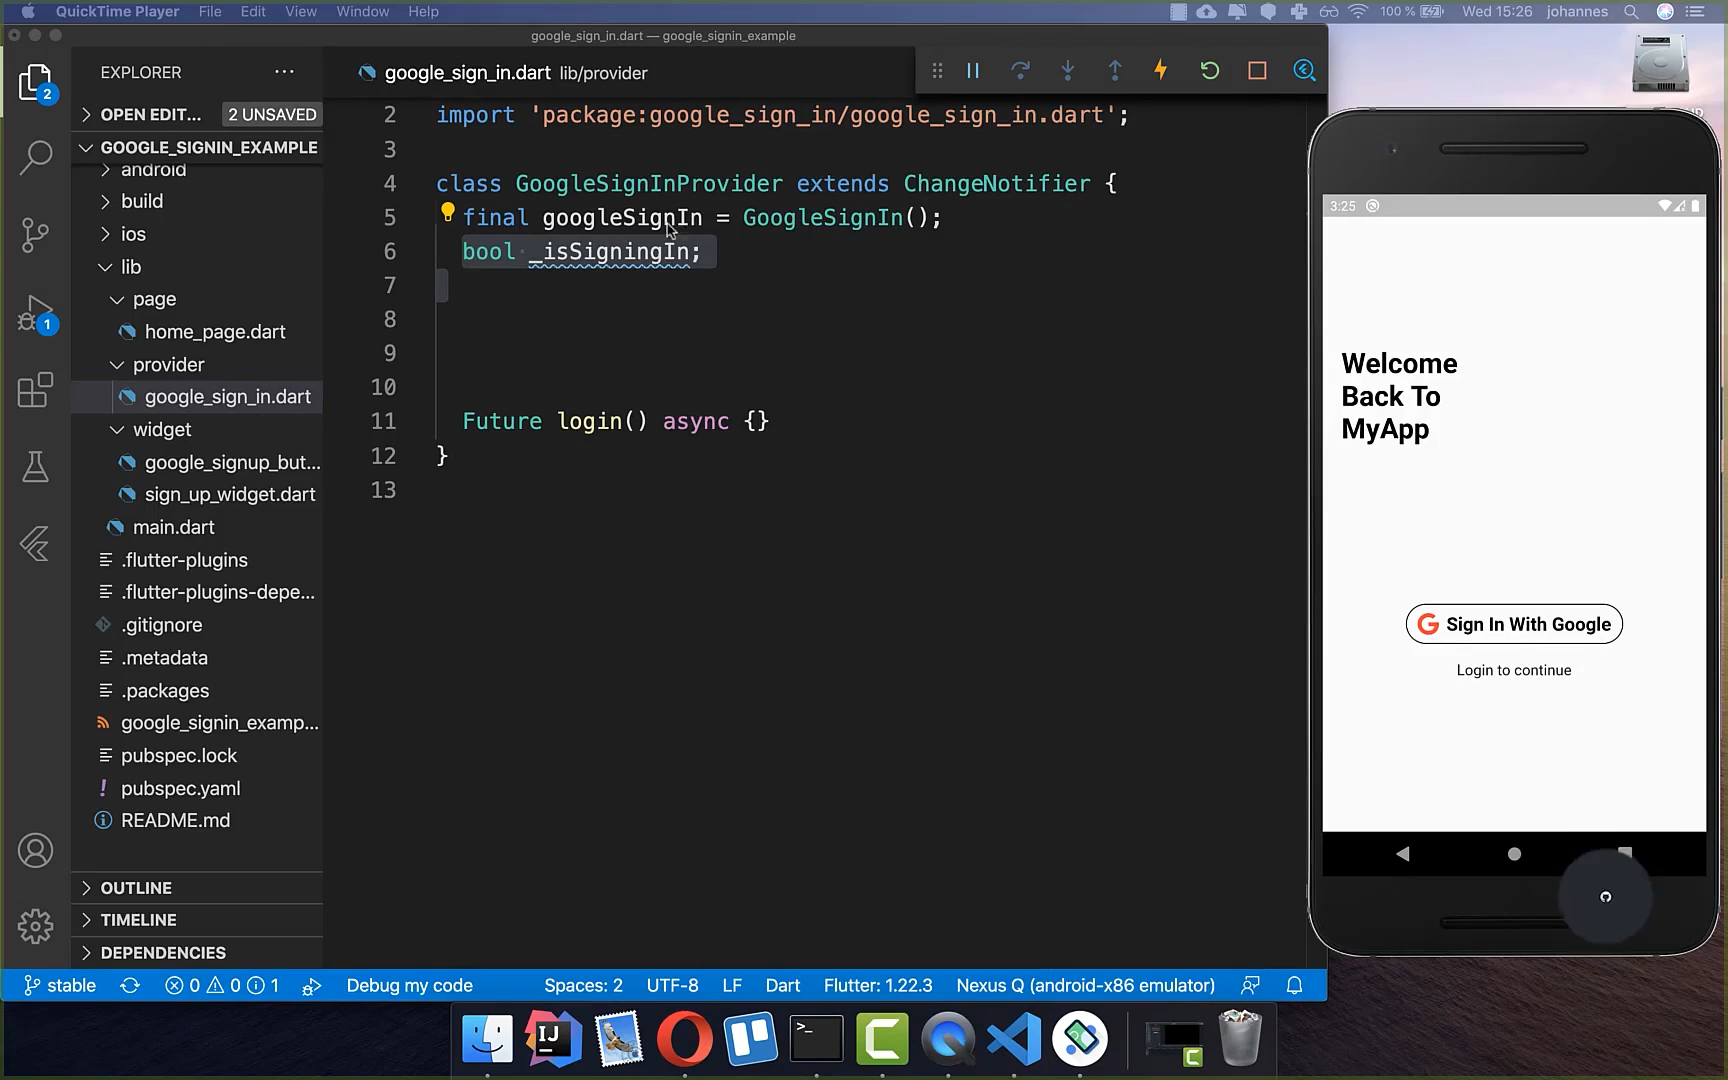 QuickTime Player File Edit View Window Help 100 % Wed 15:26 johannes
google_sign_in.dart — google_signin_example
EXPLORER
OPEN EDIT... 2 UNSAVED
GOOGLE_SIGNIN_EXAMPLE
android
build
ios
lib
page
home_page.dart
provider
google_sign_in.dart
widget
google_signup_but...
sign_up_widget.dart
main.dart
.flutter-plugins
.flutter-plugins-depe...
.gitignore
.metadata
.packages
google_signin_examp...
pubspec.lock
pubspec.yaml
README.md
OUTLINE
TIMELINE
DEPENDENCIES
2
1
google_sign_in.dart lib/provider
2 import 'package:google_sign_in/google_sign_in.dart';
3
4 class GoogleSignInProvider extends ChangeNotifier {
5 final googleSignIn = GoogleSignIn();
6 bool _isSigningIn;
7
8
9
10
11 Future login() async {}
12 }
13
3:25
Welcome
Back To
MyApp
G Sign In With Google
Login to continue
stable 0 0 1 Debug my code Spaces: 2 UTF-8 LF Dart Flutter: 1.22.3 Nexus Q (android-x86 emulator)
IJ